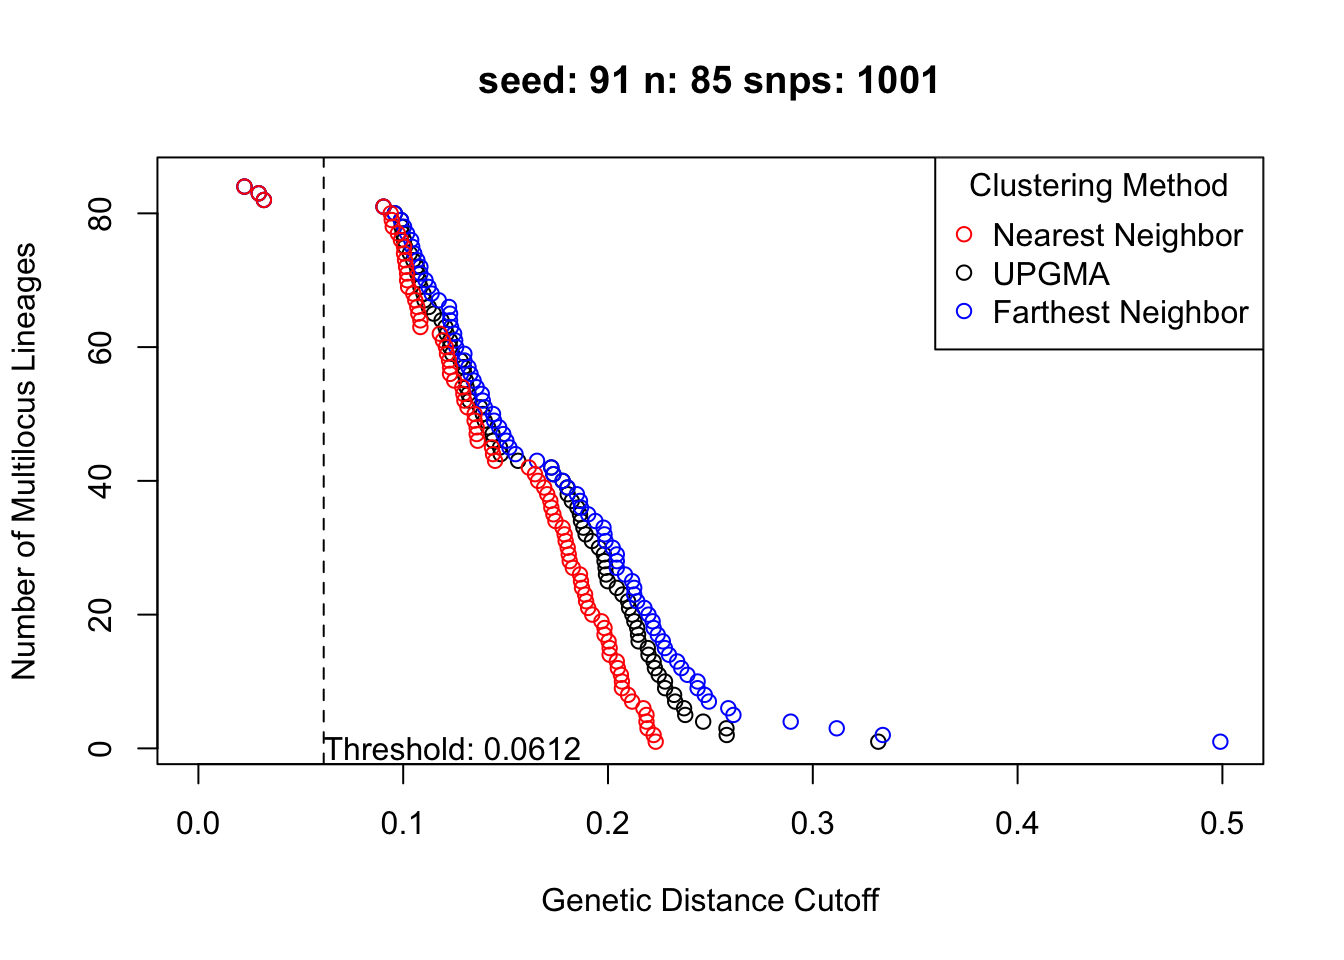 seed: 91 n: 85 snps: 1001
Clustering Method
Nearest Neighbor
UPGMA
Farthest Neighbor
Number of Multilocus Lineages
80
60
40
20
0
Threshold: 0.0612
0.0 0.1 0.2 0.3 0.4 0.5
Genetic Distance Cutoff